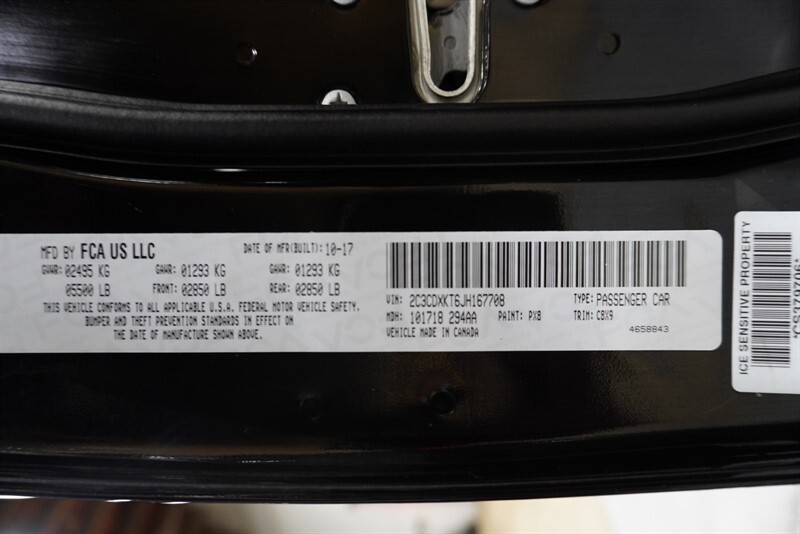 MFD BY FCA US LLC DATE OF MFR(BUILT): 10-17
GVWR: 02495 KG GAWR 01293 KG GAWR 01293 KG
05500 LB FRONT: 02850 LB REAR: 02850 LB
THIS VEHICLE CONFORMS TO ALL APPLICABLE U.S.A. FEDERAL MOTOR VEHICLE SAFETY,
BUMPER AND THEFT PREVENTION STANDARDS IN EFFECT ON
THE DATE OF MANUFACTURE SHOWN ABOVE.
VIN: 2C3CDXKT6JH167708 TYPE: PASSENGER CAR
MDH: 101718 294AA PAINT: PX8 TRIM: C8X9
VEHICLE MADE IN CANADA 4658843
ICE SENSITIVE PROPERTY